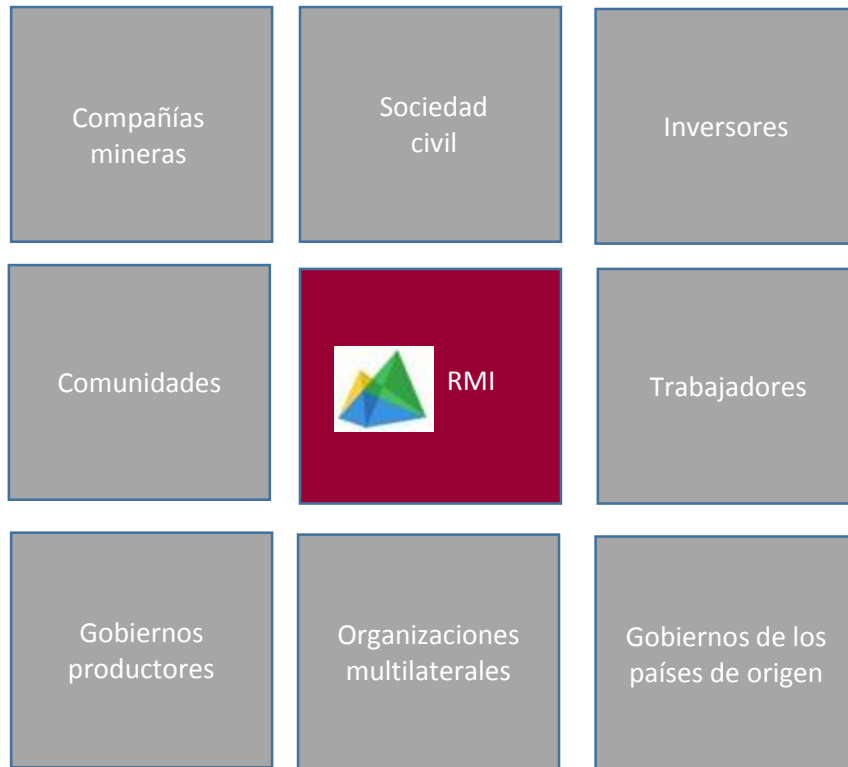 Compañías
mineras
Sociedad
civil
Inversores
Comunidades
RMI
Trabajadores
Gobiernos
productores
Organizaciones
multilaterales
Gobiernos de los
países de origen